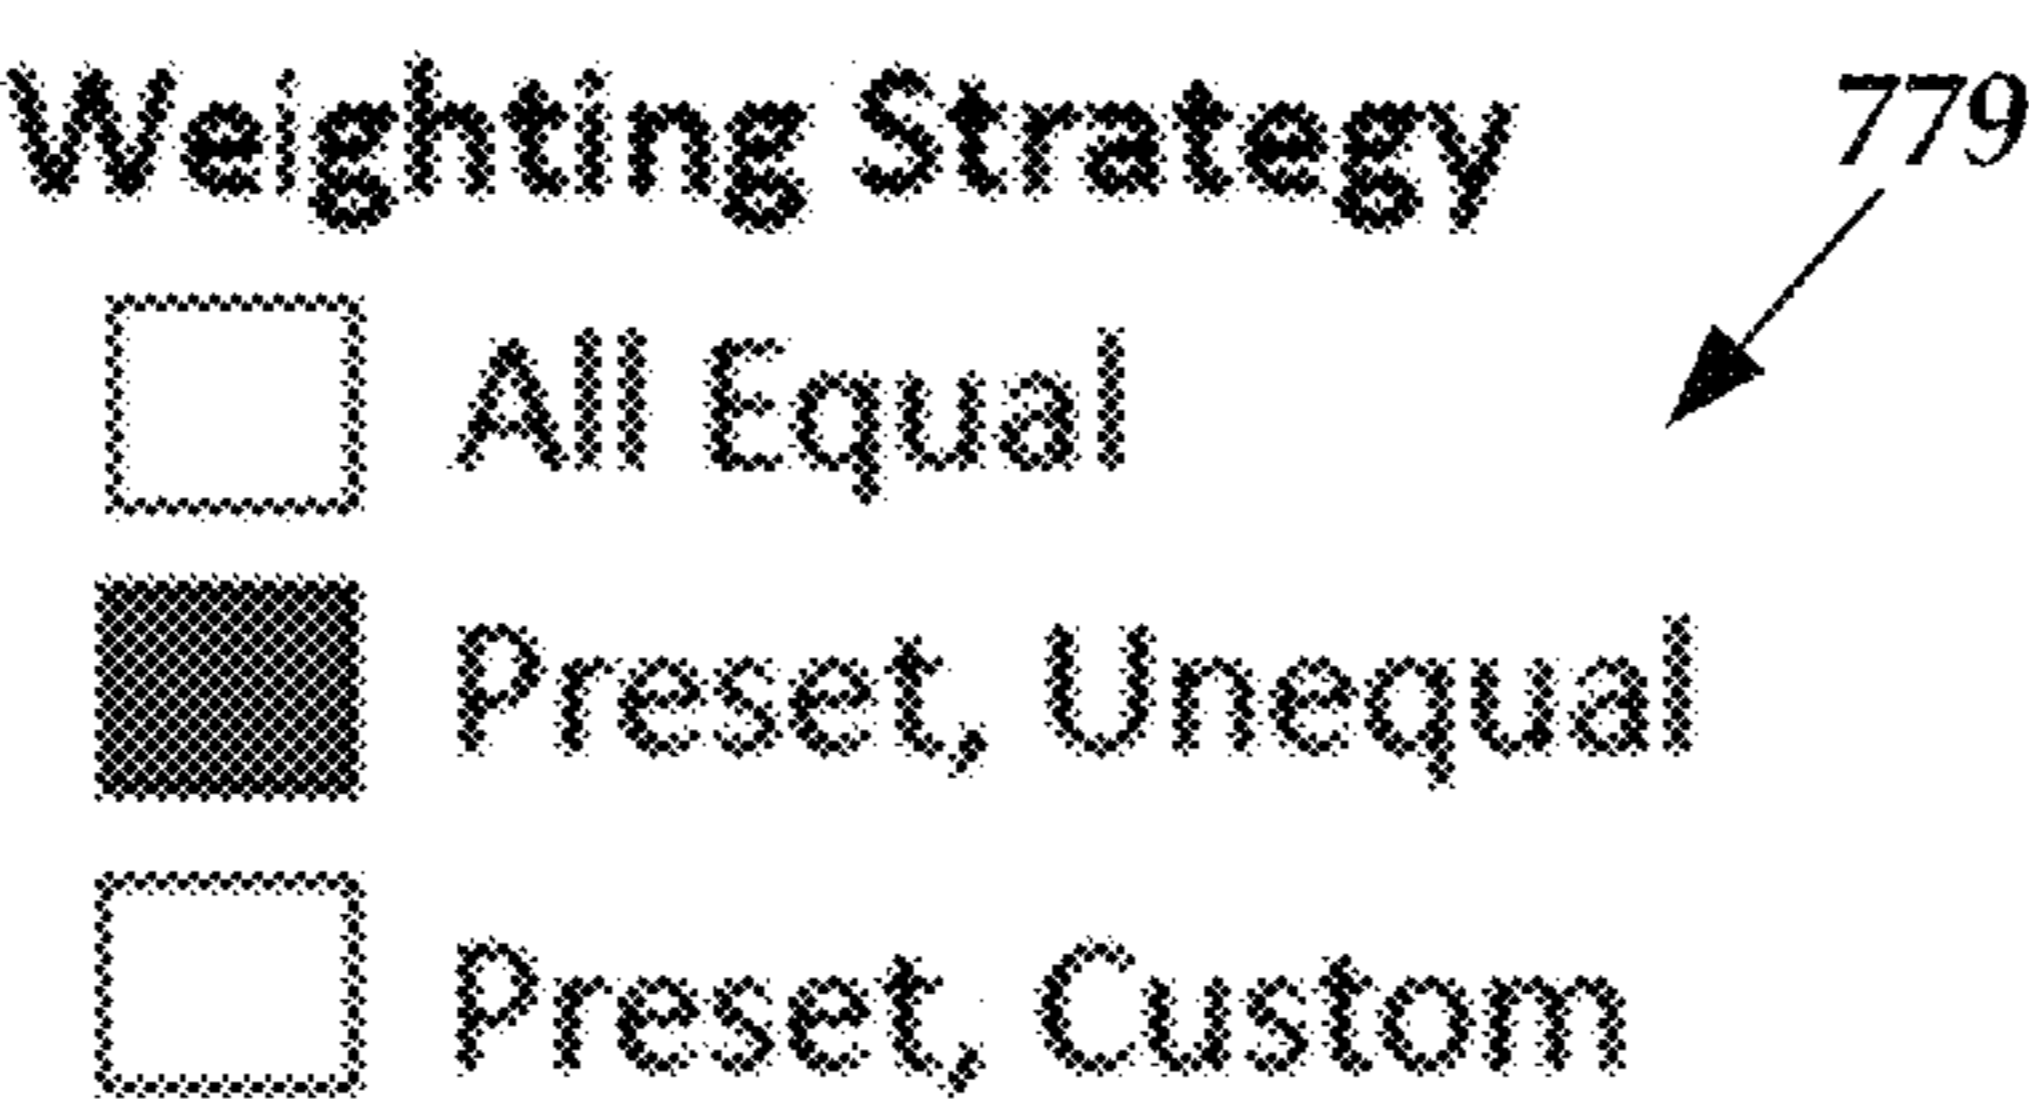 Weighting Strategy 779
All Equal
Preset, Unequal
Preset, Custom